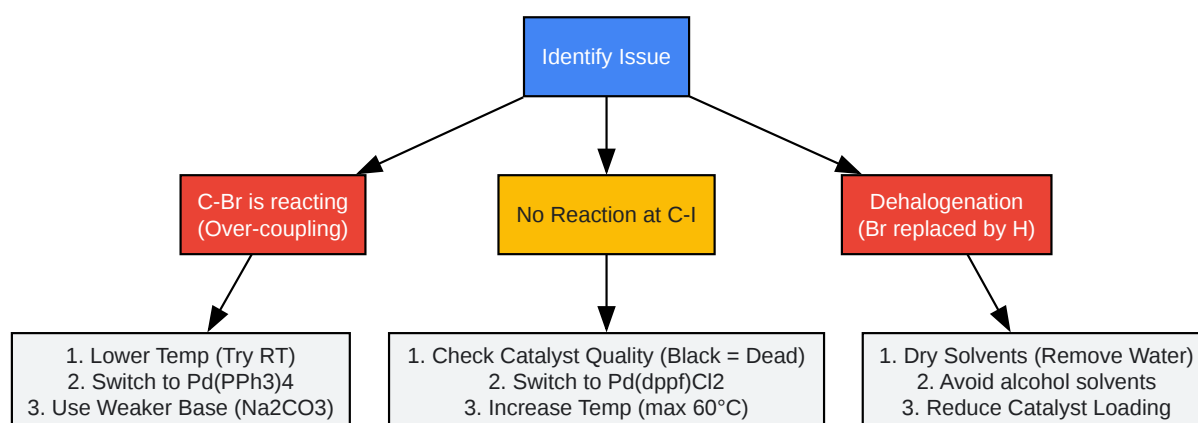 Identify Issue
C-Br is reacting
(Over-coupling)
No Reaction at C-I
Dehalogenation
(Br replaced by H)
1. Lower Temp (Try RT)
2. Switch to Pd(PPh3)4
3. Use Weaker Base (Na2CO3)
1. Check Catalyst Quality (Black = Dead)
2. Switch to Pd(dppf)Cl2
3. Increase Temp (max 60°C)
1. Dry Solvents (Remove Water)
2. Avoid alcohol solvents
3. Reduce Catalyst Loading